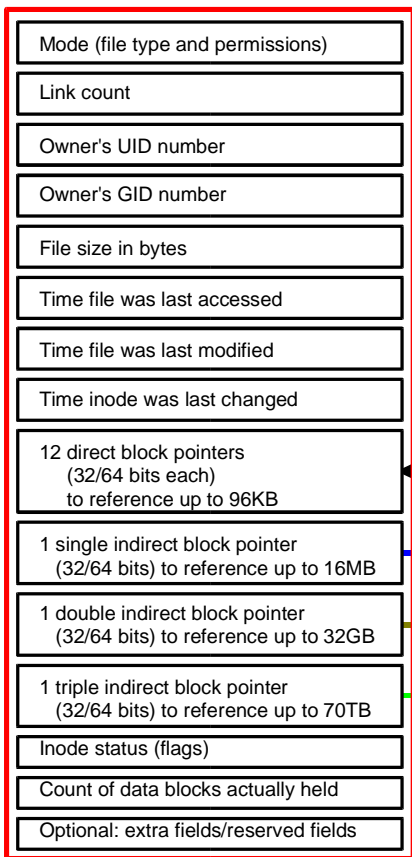 Mode (file type and permissions)
Link count
Owner's UID number
Owner's GID number
File size in bytes
Time file was last accessed
Time file was last modified
Time inode was last changed
12 direct block pointers
(32/64 bits each)
to reference up to 96KB
1 single indirect block pointer
(32/64 bits) to reference up to 16MB
1 double indirect block pointer
(32/64 bits) to reference up to 32GB
1 triple indirect block pointer
(32/64 bits) to reference up to 70TB
Inode status (flags)
Count of data blocks actually held
Optional: extra fields/reserved fields